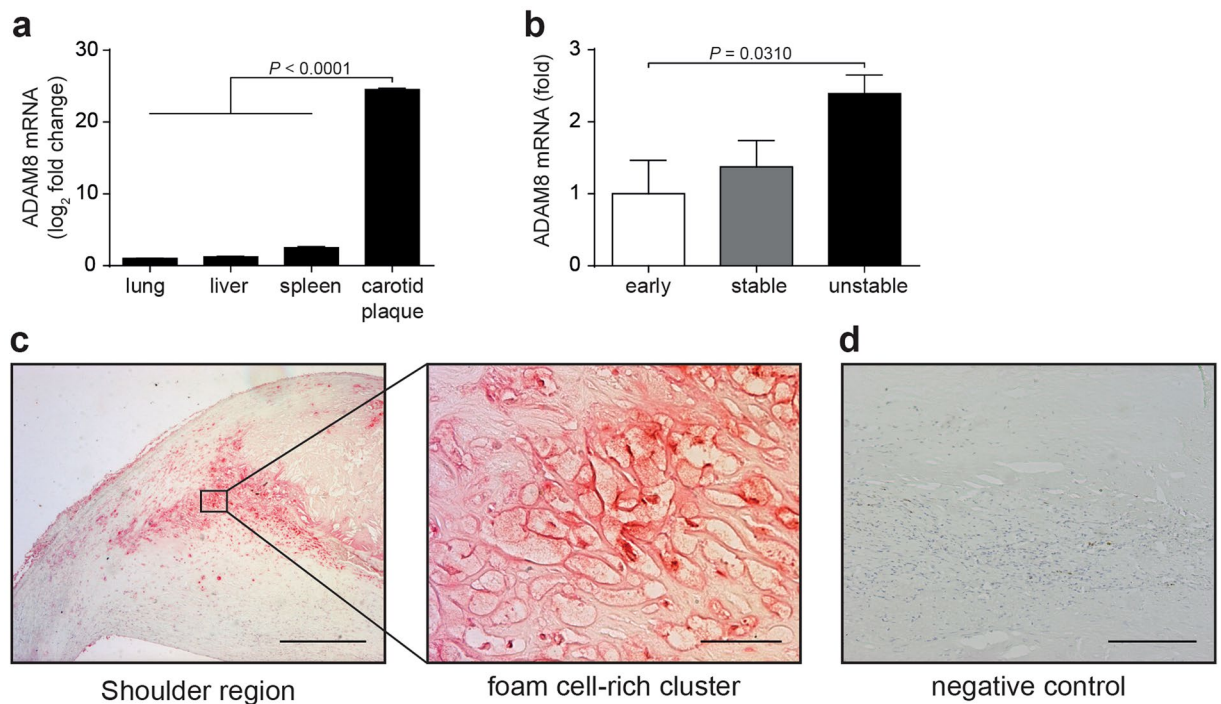 a
ADAM8 mRNA
(log₂ fold change)
30
20
10
0
P < 0.0001
lung
liver
spleen
carotid
plaque
b
ADAM8 mRNA (fold)
3
2
1
0
P = 0.0310
early
stable
unstable
c
Shoulder region
foam cell-rich cluster
d
negative control